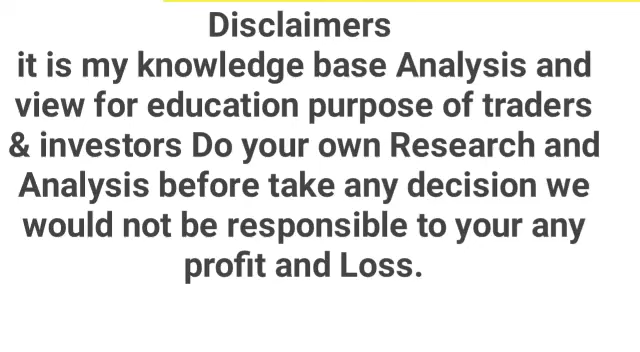 Disclaimers
it is my knowledge base Analysis and
view for education purpose of traders
& investors Do your own Research and
Analysis before take any decision we
would not be responsible to your any
profit and Loss.